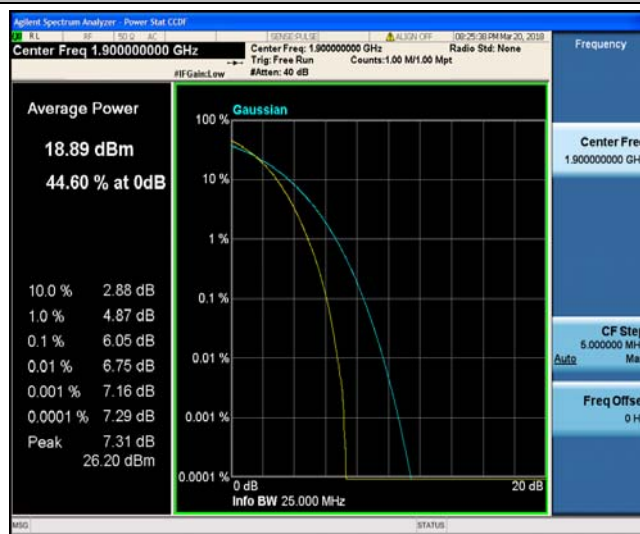 Agilent Spectrum Analyzer - Power Stat CCDF
RL RF 50 Ω AC SENSE:PULSE ALIGN OFF 08:25:38 PM Mar 20, 2018
Center Freq 1.900000000 GHz
Center Freq: 1.900000000 GHz Radio Std: None
Trig: Free Run Counts:1.00 M/1.00 Mpt
#IFGain:Low #Atten: 40 dB
Frequency
Average Power
18.89 dBm
44.60 % at 0dB
10.0 % 2.88 dB
1.0 % 4.87 dB
0.1 % 6.05 dB
0.01 % 6.75 dB
0.001 % 7.16 dB
0.0001 % 7.29 dB
Peak 7.31 dB
26.20 dBm
Gaussian
100 %
10 %
1 %
0.1 %
0.01 %
0.001 %
0.0001 %
0 dB 20 dB
Info BW 25.000 MHz
Center Fre
1.900000000 GH
CF Ste
5.000000 MH
Auto Ma
Freq Offse
0 H
MSG STATUS